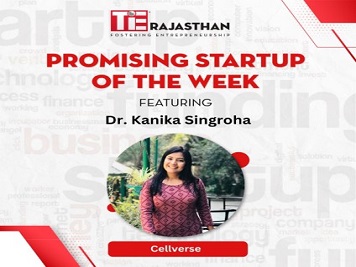 TiE RAJASTHAN
FOSTERING ENTREPRENEURSHIP
PROMISING STARTUP
OF THE WEEK
FEATURING
Dr. Kanika Singroha
Cellverse